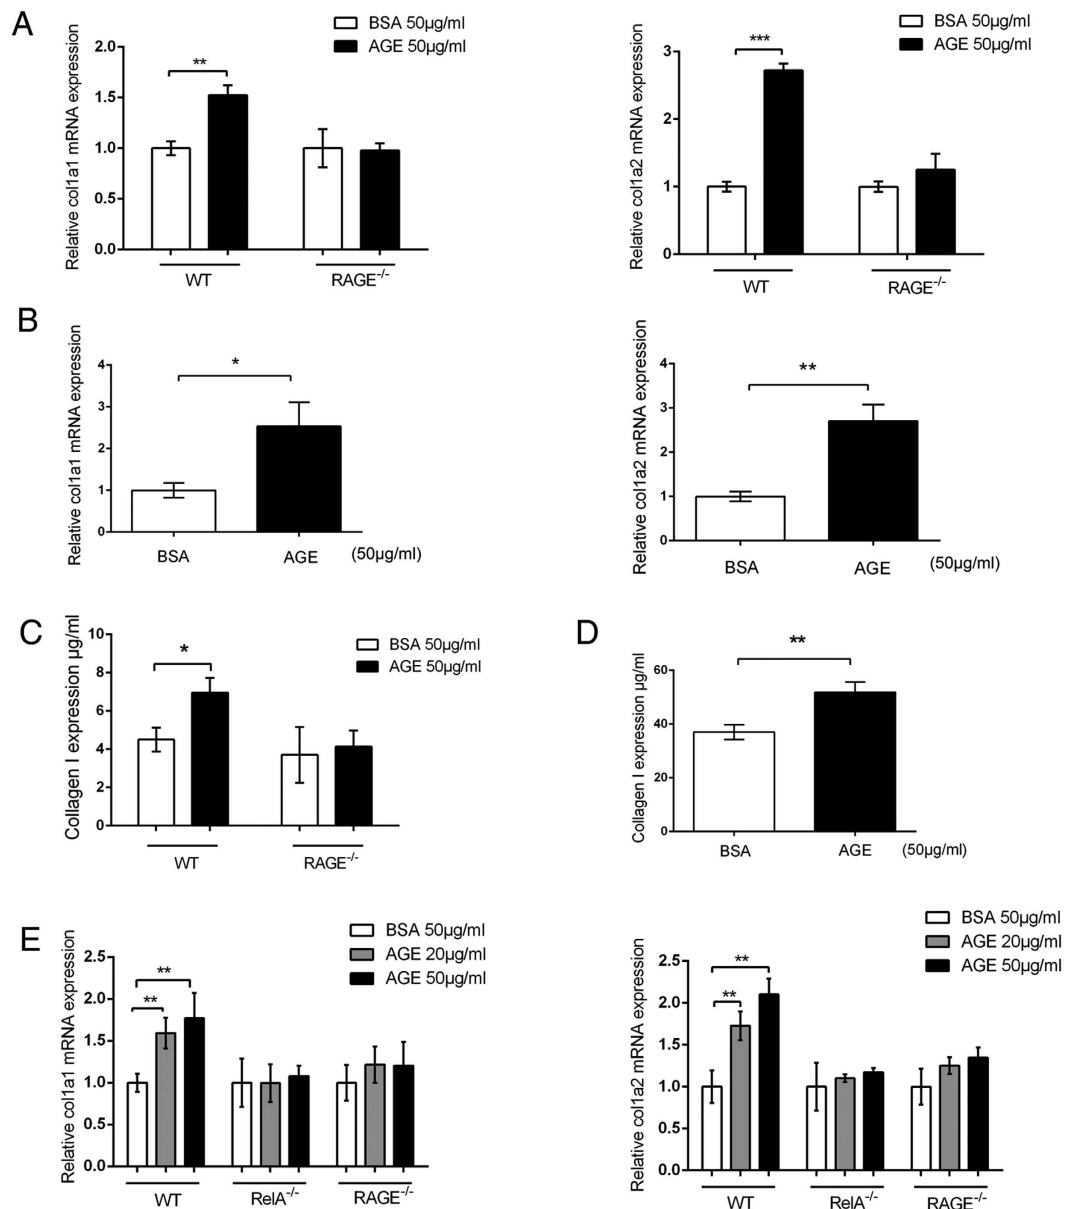 A
BSA 50µg/ml
AGE 50µg/ml
Relative col1a1 mRNA expression
2.0
1.5
1.0
0.5
0.0
**
WT
RAGE-/-
BSA 50µg/ml
AGE 50µg/ml
Relative col1a2 mRNA expression
3
2
1
0
***
WT
RAGE-/-
B
Relative col1a1 mRNA expression
4
3
2
1
0
*
BSA
AGE
(50µg/ml)
Relative col1a2 mRNA expression
4
3
2
1
0
**
BSA
AGE
(50µg/ml)
C
Collagen I expression µg/ml
10
8
6
4
2
0
*
BSA 50µg/ml
AGE 50µg/ml
WT
RAGE-/-
D
Collagen I expression µg/ml
60
40
20
0
**
BSA
AGE
(50µg/ml)
E
BSA 50µg/ml
AGE 20µg/ml
AGE 50µg/ml
Relative col1a1 mRNA expression
2.5
2.0
1.5
1.0
0.5
0.0
**
**
WT
RelA-/-
RAGE-/-
BSA 50µg/ml
AGE 20µg/ml
AGE 50µg/ml
Relative col1a2 mRNA expression
2.5
2.0
1.5
1.0
0.5
0.0
**
**
WT
RelA-/-
RAGE-/-